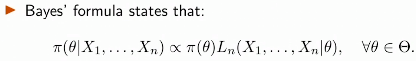 ▶ Bayes' formula states that:
π(θ|X₁, . . . , Xₙ) ∝ π(θ)Lₙ(X₁, . . . , Xₙ|θ), ∀θ ∈ Θ.